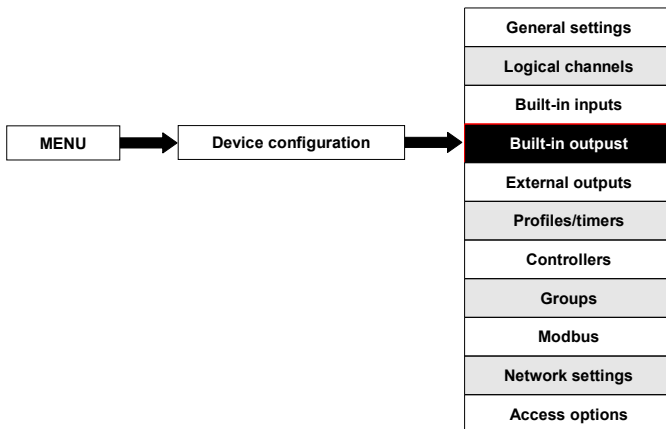 General settings
Logical channels
Built-in inputs
MENU
Device configuration
Built-in outpust
External outputs
Profiles/timers
Controllers
Groups
Modbus
Network settings
Access options